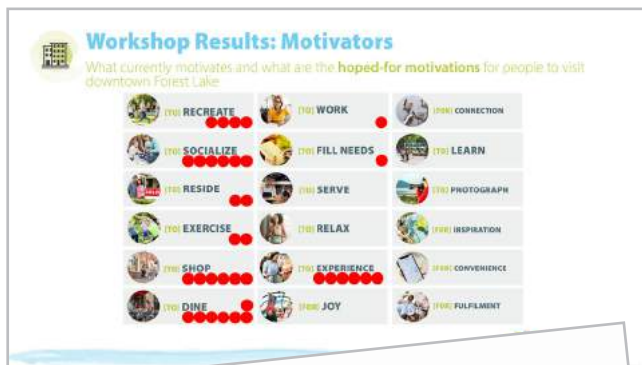 Workshop Results: Motivators
What currently motivates and what are the hoped-for motivations for people to visit
downtown Forest Lake
[TO] RECREATE
[TO] WORK
[FOR] CONNECTION
[TO] SOCIALIZE
[TO] FILL NEEDS
[TO] LEARN
[TO] RESIDE
[TO] SERVE
[TO] PHOTOGRAPH
[TO] EXERCISE
[TO] RELAX
[FOR] INSPIRATION
[TO] SHOP
[TO] EXPERIENCE
[FOR] CONVENIENCE
[TO] DINE
[FOR] JOY
[FOR] FULFILMENT